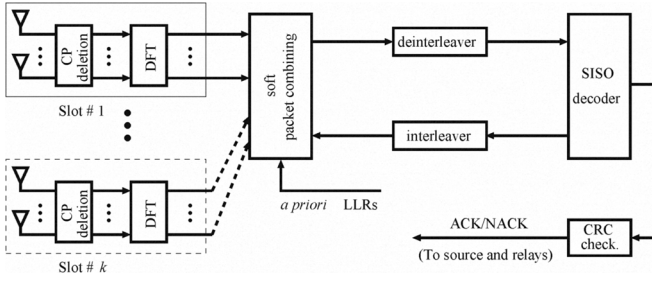 CP
deletion
DFT
Slot # 1
soft
packet combining
deinterleaver
interleaver
SISO
decoder
a priori LLRs
CP
deletion
DFT
Slot # k
ACK/NACK
(To source and relays)
CRC
check.